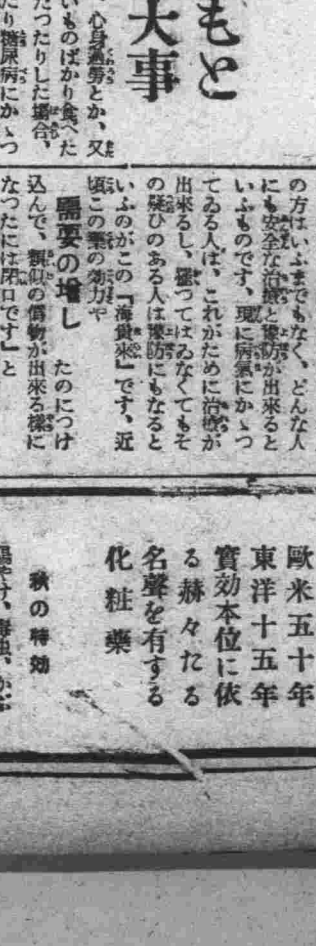 もと
大事
、心身過勞とか、又
いものばかり食べた
たつたりした場合、
たり糖尿病にかゝつ
の方はいふまでもなく、どんな人
にも安全な治療と豫防が出來ると
いふものです、現に病氣にかゝつ
てゐる人は、これがために治療が
出來るし、罹つてはゐなくてもそ
の疑ひのある人は豫防にもなると
いふのがこの『海貴來』です、近
頃この藥の効力や
需要の增し たのにつけ
込んで、類似の僞物が出來る樣に
なつたには閉口です』と
歐米五十年
東洋十五年
實効本位に依
る赫々たる
名聲を有する
化粧藥
秋の特効